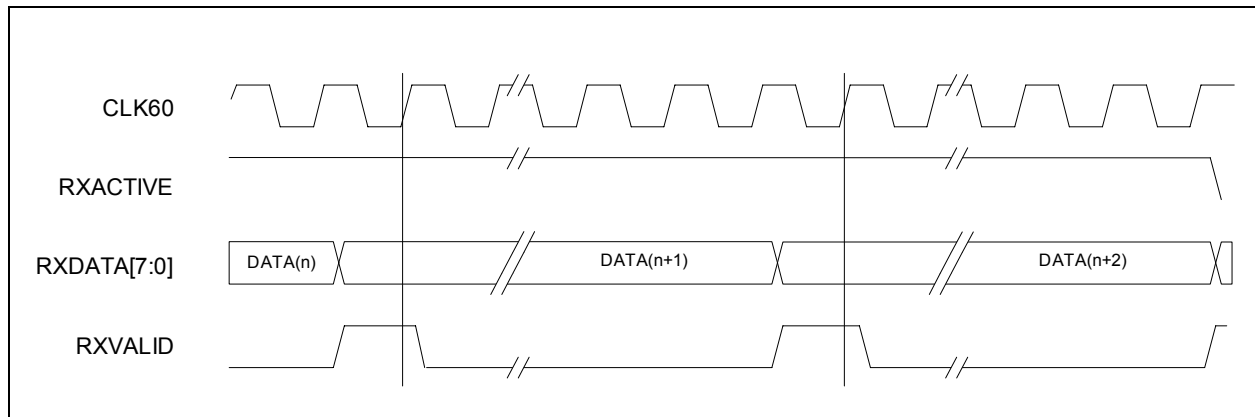 CLK60
RXACTIVE
RXDATA[7:0]
DATA(n)
DATA(n+1)
DATA(n+2)
RXVALID